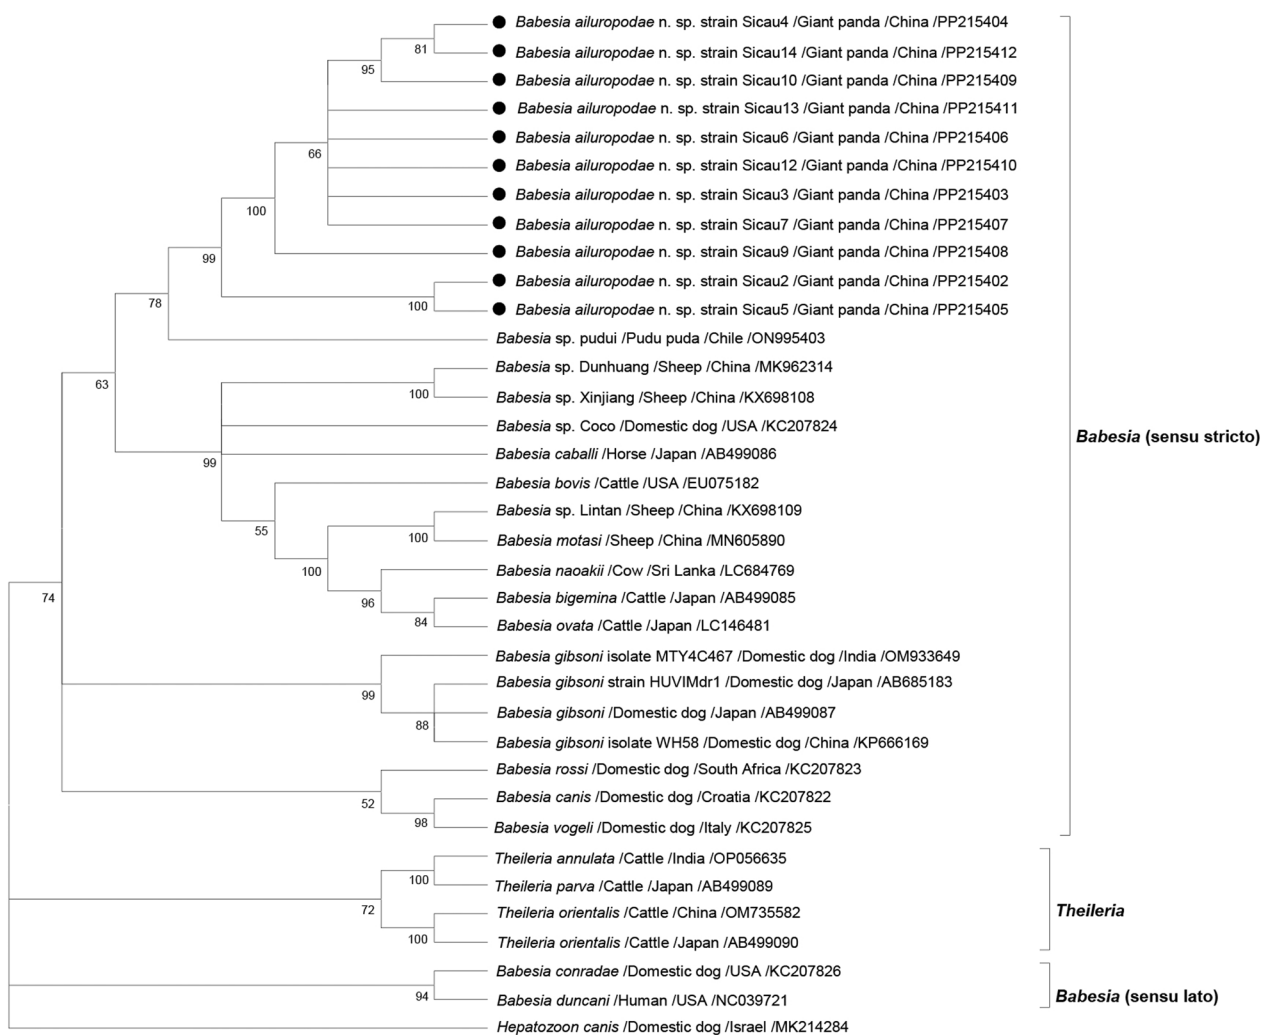 Babesia ailuropodae n. sp. strain Sicau4 /Giant panda /China /PP215404
81
Babesia ailuropodae n. sp. strain Sicau14 /Giant panda /China /PP215412
95
Babesia ailuropodae n. sp. strain Sicau10 /Giant panda /China /PP215409
Babesia ailuropodae n. sp. strain Sicau13 /Giant panda /China /PP215411
Babesia ailuropodae n. sp. strain Sicau6 /Giant panda /China /PP215406
66
Babesia ailuropodae n. sp. strain Sicau12 /Giant panda /China /PP215410
Babesia ailuropodae n. sp. strain Sicau3 /Giant panda /China /PP215403
100
Babesia ailuropodae n. sp. strain Sicau7 /Giant panda /China /PP215407
Babesia ailuropodae n. sp. strain Sicau9 /Giant panda /China /PP215408
99
Babesia ailuropodae n. sp. strain Sicau2 /Giant panda /China /PP215402
78
100
Babesia ailuropodae n. sp. strain Sicau5 /Giant panda /China /PP215405
Babesia sp. pudui /Pudu puda /Chile /ON995403
Babesia sp. Dunhuang /Sheep /China /MK962314
63
100
Babesia sp. Xinjiang /Sheep /China /KX698108
Babesia sp. Coco /Domestic dog /USA /KC207824
Babesia (sensu stricto)
Babesia caballi /Horse /Japan /AB499086
99
Babesia bovis /Cattle /USA /EU075182
Babesia sp. Lintan /Sheep /China /KX698109
55
100
Babesia motasi /Sheep /China /MN605890
100
Babesia naoakii /Cow /Sri Lanka /LC684769
74
96
Babesia bigemina /Cattle /Japan /AB499085
84
Babesia ovata /Cattle /Japan /LC146481
Babesia gibsoni isolate MTY4C467 /Domestic dog /India /OM933649
Babesia gibsoni strain HUVIMdr1 /Domestic dog /Japan /AB685183
99
Babesia gibsoni /Domestic dog /Japan /AB499087
88
Babesia gibsoni isolate WH58 /Domestic dog /China /KP666169
Babesia rossi /Domestic dog /South Africa /KC207823
52
Babesia canis /Domestic dog /Croatia /KC207822
98
Babesia vogeli /Domestic dog /Italy /KC207825
Theileria annulata /Cattle /India /OP056635
100
Theileria parva /Cattle /Japan /AB499089
72
Theileria orientalis /Cattle /China /OM735582
Theileria
100
Theileria orientalis /Cattle /Japan /AB499090
Babesia conradae /Domestic dog /USA /KC207826
94
Babesia duncani /Human /USA /NC039721
Babesia (sensu lato)
Hepatozoon canis /Domestic dog /Israel /MK214284